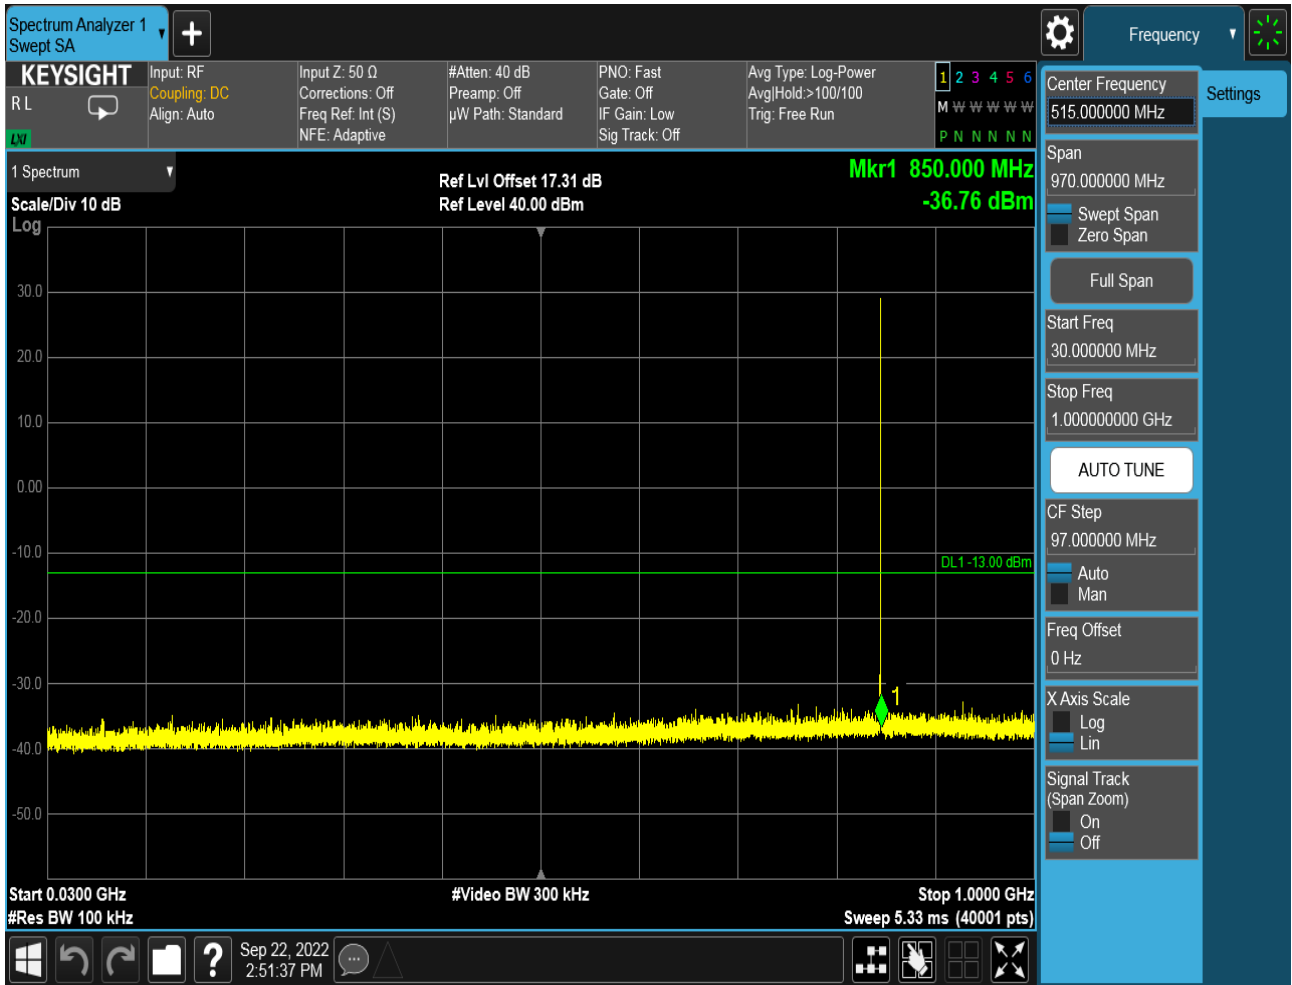 Spectrum Analyzer 1
Swept SA
Frequency
KEYSIGHT
R L
LXI
Input: RF
Coupling: DC
Align: Auto
Input Z: 50 Ω
Corrections: Off
Freq Ref: Int (S)
NFE: Adaptive
#Atten: 40 dB
Preamp: Off
µW Path: Standard
PNO: Fast
Gate: Off
IF Gain: Low
Sig Track: Off
Avg Type: Log-Power
Avg|Hold:>100/100
Trig: Free Run
1 2 3 4 5 6
M W W W W W
P N N N N N
1 Spectrum
Scale/Div 10 dB
Log
Ref Lvl Offset 17.31 dB
Ref Level 40.00 dBm
Mkr1 850.000 MHz
-36.76 dBm
30.0
20.0
10.0
0.00
-10.0
DL1 -13.00 dBm
-20.0
-30.0
1
-40.0
-50.0
Start 0.0300 GHz
#Res BW 100 kHz
#Video BW 300 kHz
Stop 1.0000 GHz
Sweep 5.33 ms (40001 pts)
Center Frequency
515.000000 MHz
Settings
Span
970.000000 MHz
Swept Span
Zero Span
Full Span
Start Freq
30.000000 MHz
Stop Freq
1.000000000 GHz
AUTO TUNE
CF Step
97.000000 MHz
Auto
Man
Freq Offset
0 Hz
X Axis Scale
Log
Lin
Signal Track
(Span Zoom)
On
Off
Sep 22, 2022
2:51:37 PM